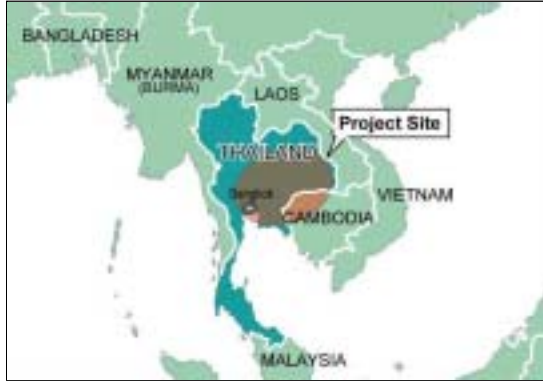 BANGLADESH
MYANMAR
(BURMA)
LAOS
Project Site
THAILAND
Bangkok
VIETNAM
CAMBODIA
MALAYSIA